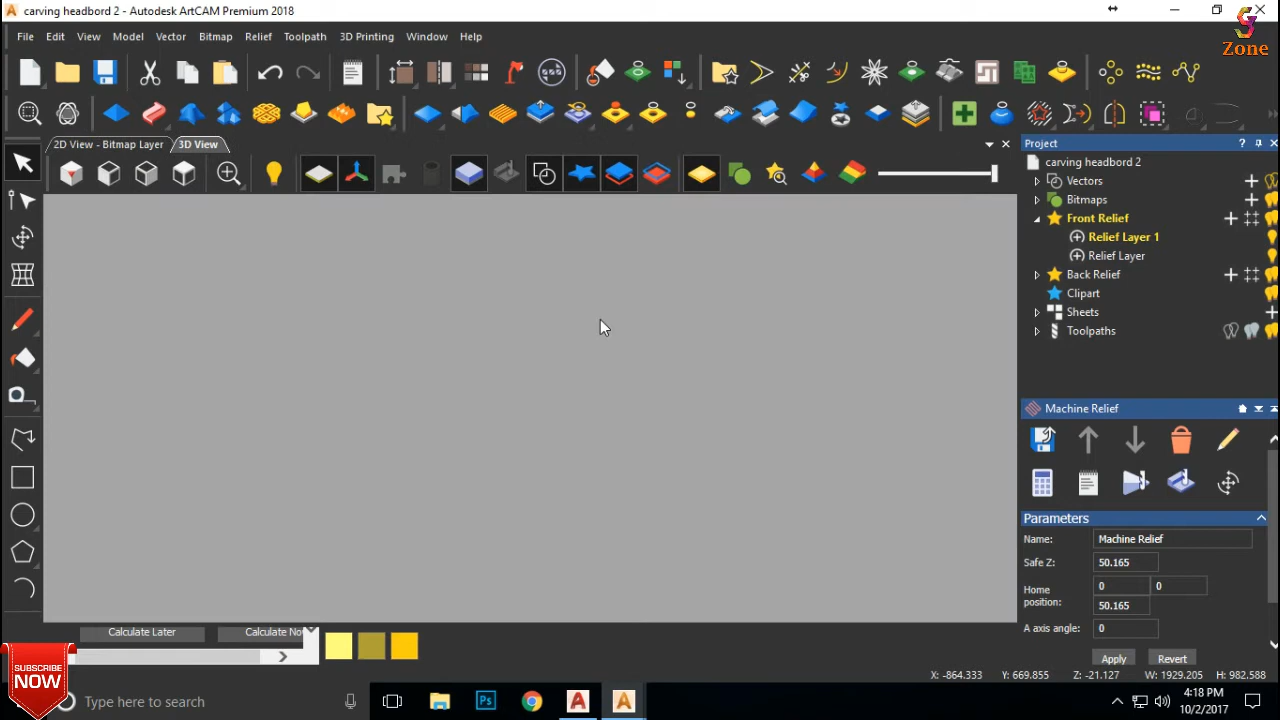 carving headbord 2 - Autodesk ArtCAM Premium 2018
Zone
File Edit View Model Vector Bitmap Relief Toolpath 3D Printing Window Help
2D View - Bitmap Layer 3D View
Project
carving headbord 2
Vectors
Bitmaps
Front Relief
Relief Layer 1
Relief Layer
Back Relief
Clipart
Sheets
Toolpaths
Machine Relief
Parameters
Name: Machine Relief
Safe Z: 50.165
Home position: 0 0
50.165
A axis angle: 0
Apply Revert
Calculate Later Calculate No
X: -864.333 Y: 669.855 Z: -21.127 W: 1929.205 H: 982.588
SUBSCRIBE
NOW
Type here to search
4:18 PM
10/2/2017